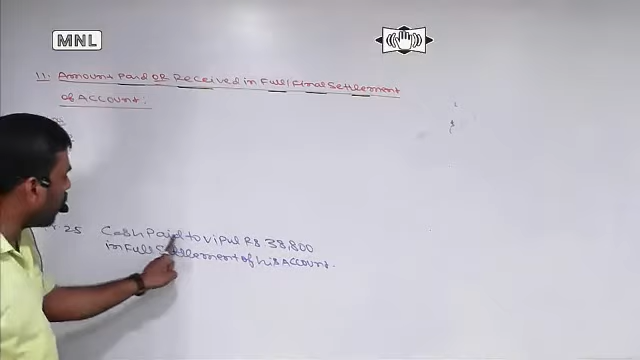 MNL
11. Amount Paid OR Received in Full/Final Settlement
of Account:
25 Cash Paid to Vipul Rs 38,800
in Full Settlement of his Account.